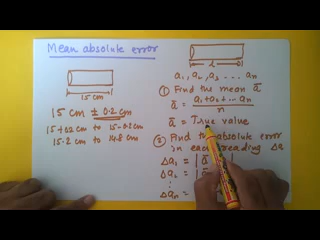 Mean absolute error
15 cm
15 cm ± 0.2 cm
15+0.2 cm to 15-0.2 cm
15.2 cm to 14.8 cm
l
a₁, a₂, a₃ ... aₙ
① Find the mean a̅
a̅ = a₁+a₂+...aₙ / n
a̅ = True value
② Find the absolute error
in each reading Δa
Δa₁ = | a̅
Δa₂ = | a̅
⋮
Δaₙ =